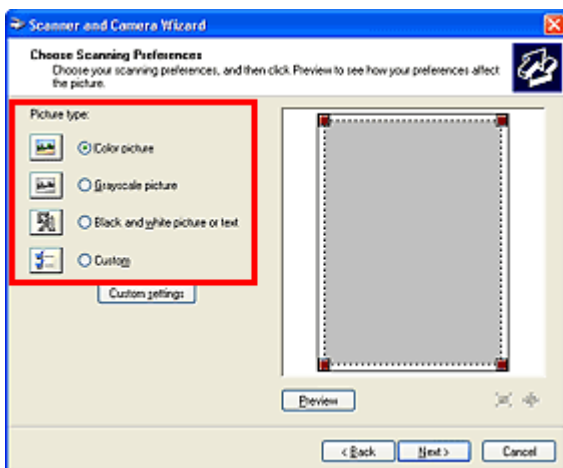 Scanner and Camera Wizard
Choose Scanning Preferences
Choose your scanning preferences, and then click Preview to see how your preferences affect
the picture.
Picture type:
Color picture
Grayscale picture
Black and white picture or text
Custom
Custom settings
Preview
< Back
Next >
Cancel